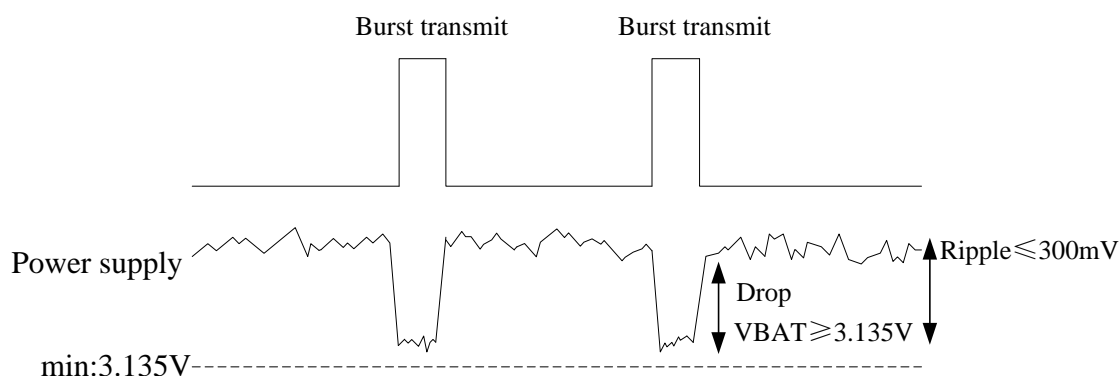 Burst transmit
Burst transmit
Power supply
Ripple≤300mV
Drop
VBAT≥3.135V
min:3.135V